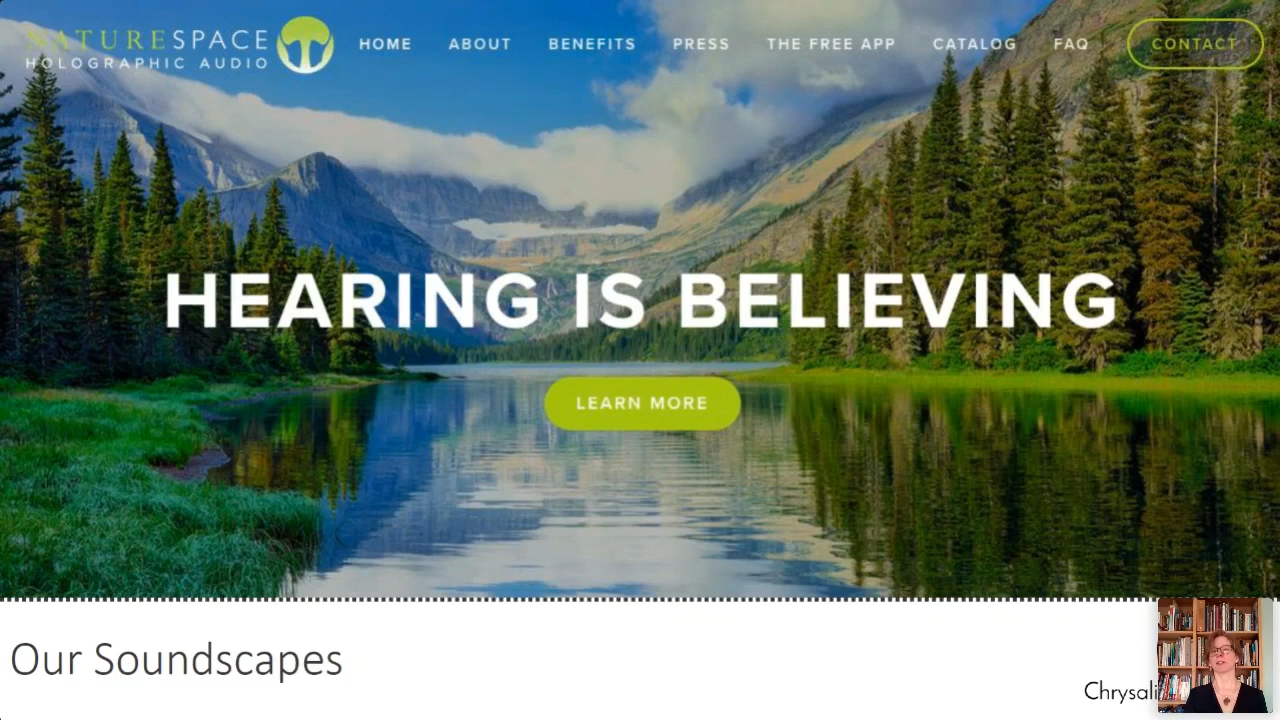 NATURESPACE
HOLOGRAPHIC AUDIO
HOME ABOUT BENEFITS PRESS THE FREE APP CATALOG FAQ CONTACT
HEARING IS BELIEVING
LEARN MORE
Our Soundscapes